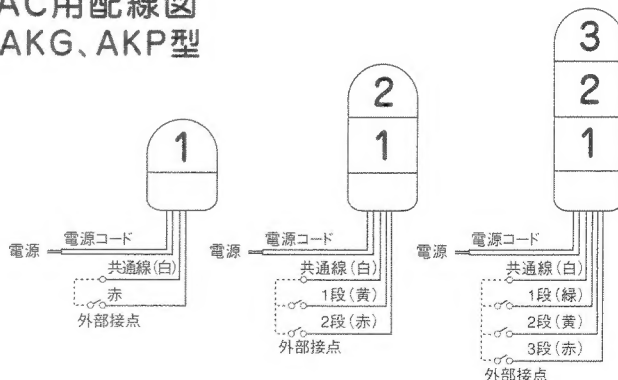 AC用配線図
AKG、AKP型
1
電源
電源コード
共通線(白)
赤
外部接点
2
1
電源
電源コード
共通線(白)
1段(黄)
2段(赤)
外部接点
3
2
1
電源
電源コード
共通線(白)
1段(緑)
2段(黄)
3段(赤)
外部接点